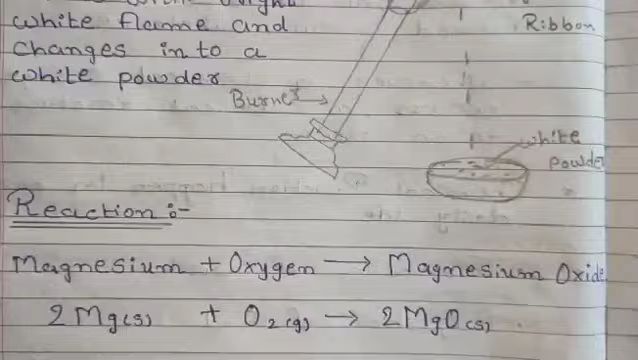 white flame and
changes in to a
white powder
Ribbon
Burner
white
powder
Reaction :-
Magnesium + Oxygen → Magnesium Oxide
2Mg(s) + O2(g) → 2MgO(s)